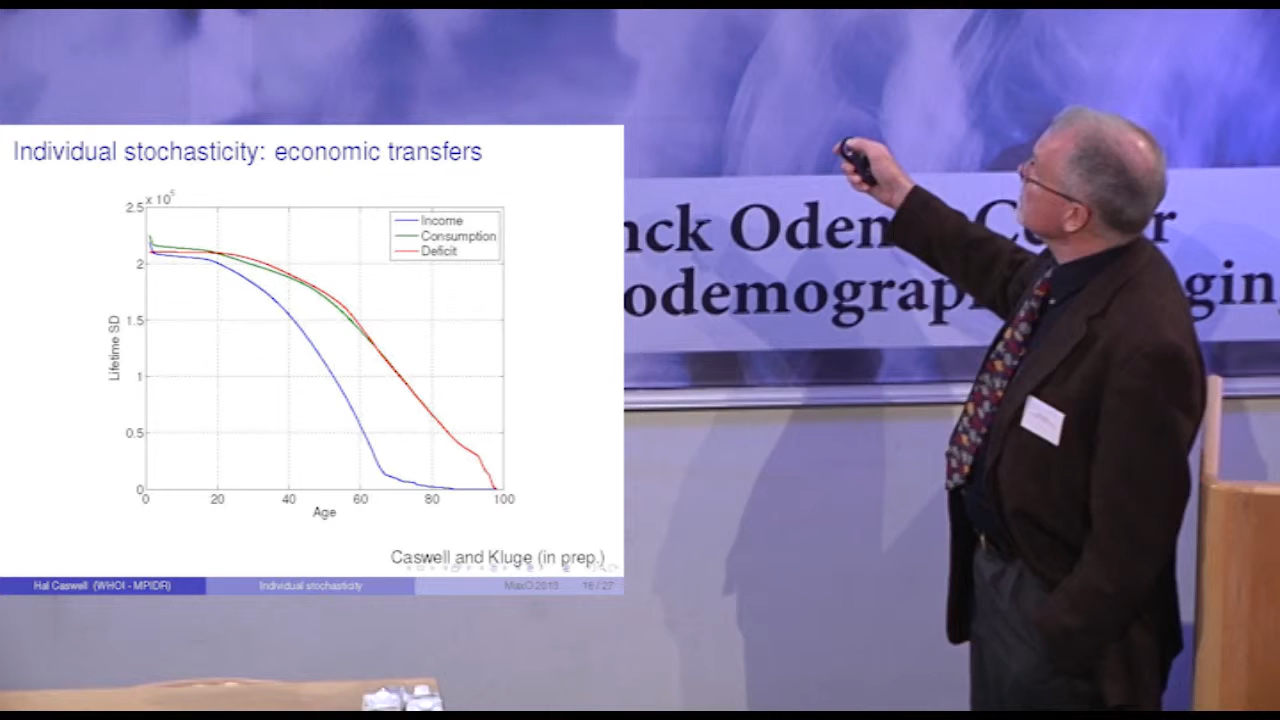 Individual stochasticity: economic transfers
x 10^5
2.5
2
1.5
1
0.5
0
Lifetime SD
Income
Consumption
Deficit
0 20 40 60 80 100
Age
Caswell and Kluge (in prep.)
Hal Caswell (WHOI - MPIDR) Individual stochasticity MaxO 2013 16 / 27
nck Oden
odemograp gin